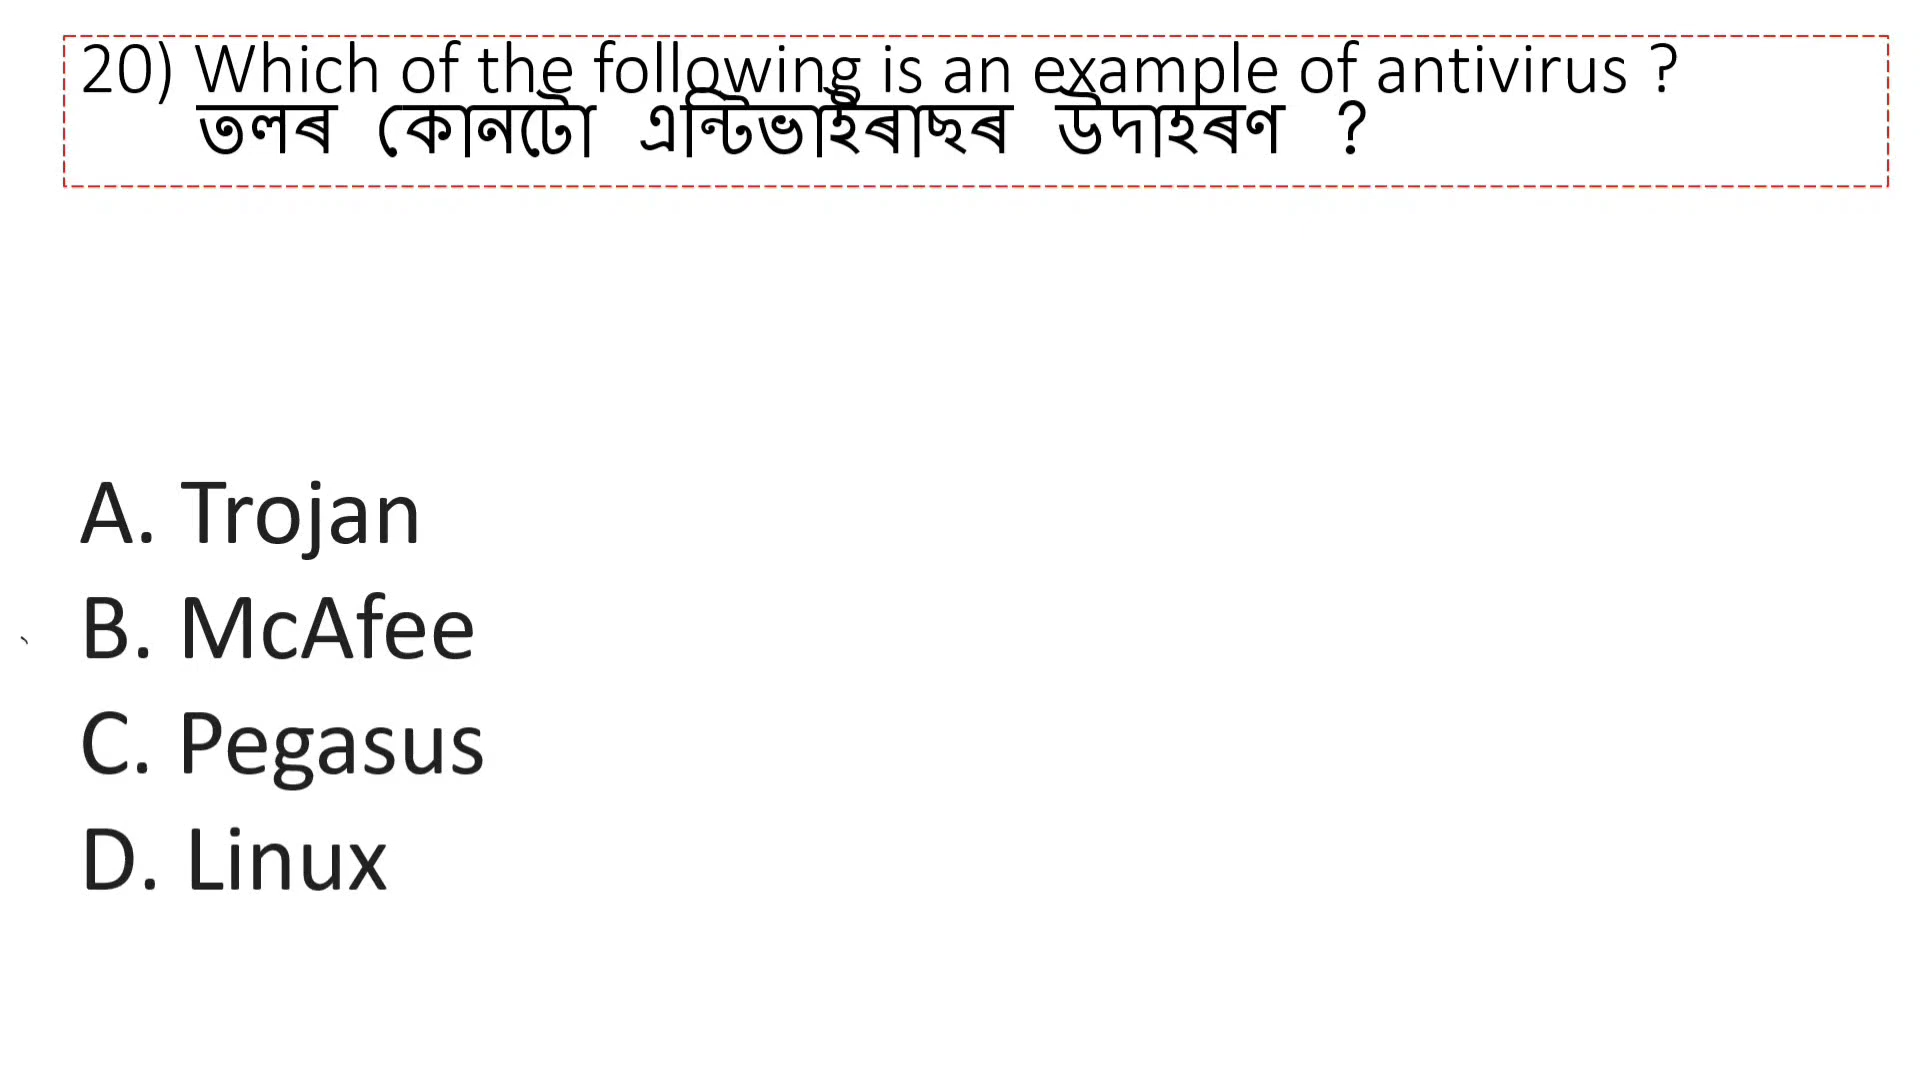 20) Which of the following is an example of antivirus ?
তলৰ কোনটো এন্টিভাইৰাছৰ উদাহৰণ ?
A. Trojan
B. McAfee
C. Pegasus
D. Linux